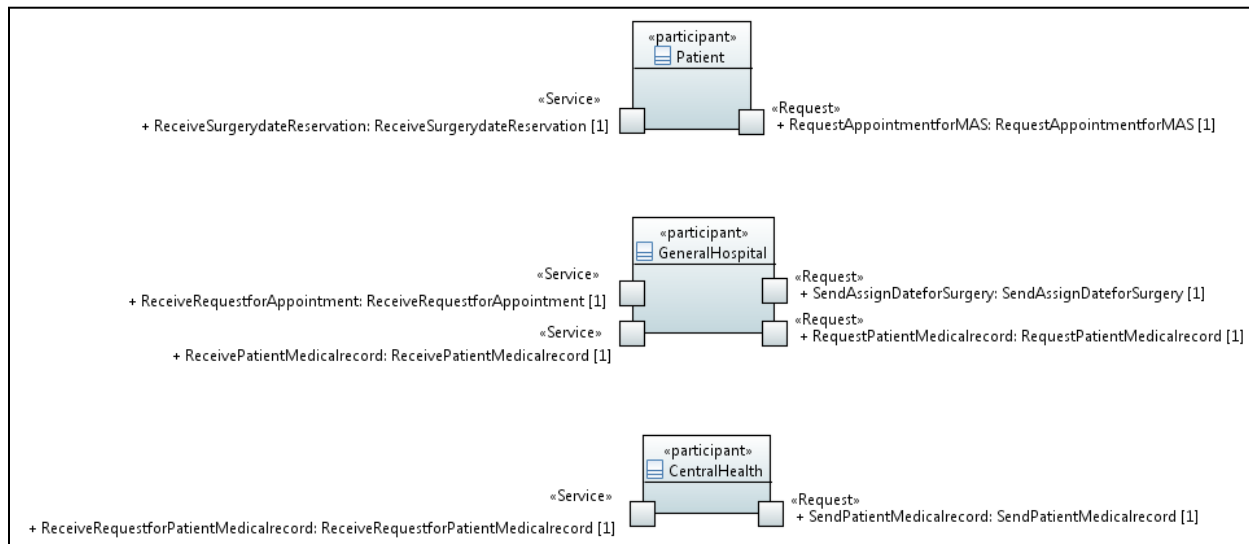 «participant»
Patient
«Service»
+ ReceiveSurgerydateReservation: ReceiveSurgerydateReservation [1]
«Request»
+ RequestAppointmentforMAS: RequestAppointmentforMAS [1]
«participant»
GeneralHospital
«Service»
+ ReceiveRequestforAppointment: ReceiveRequestforAppointment [1]
«Request»
+ SendAssignDateforSurgery: SendAssignDateforSurgery [1]
«Service»
+ ReceivePatientMedicalrecord: ReceivePatientMedicalrecord [1]
«Request»
+ RequestPatientMedicalrecord: RequestPatientMedicalrecord [1]
«participant»
CentralHealth
«Service»
+ ReceiveRequestforPatientMedicalrecord: ReceiveRequestforPatientMedicalrecord [1]
«Request»
+ SendPatientMedicalrecord: SendPatientMedicalrecord [1]